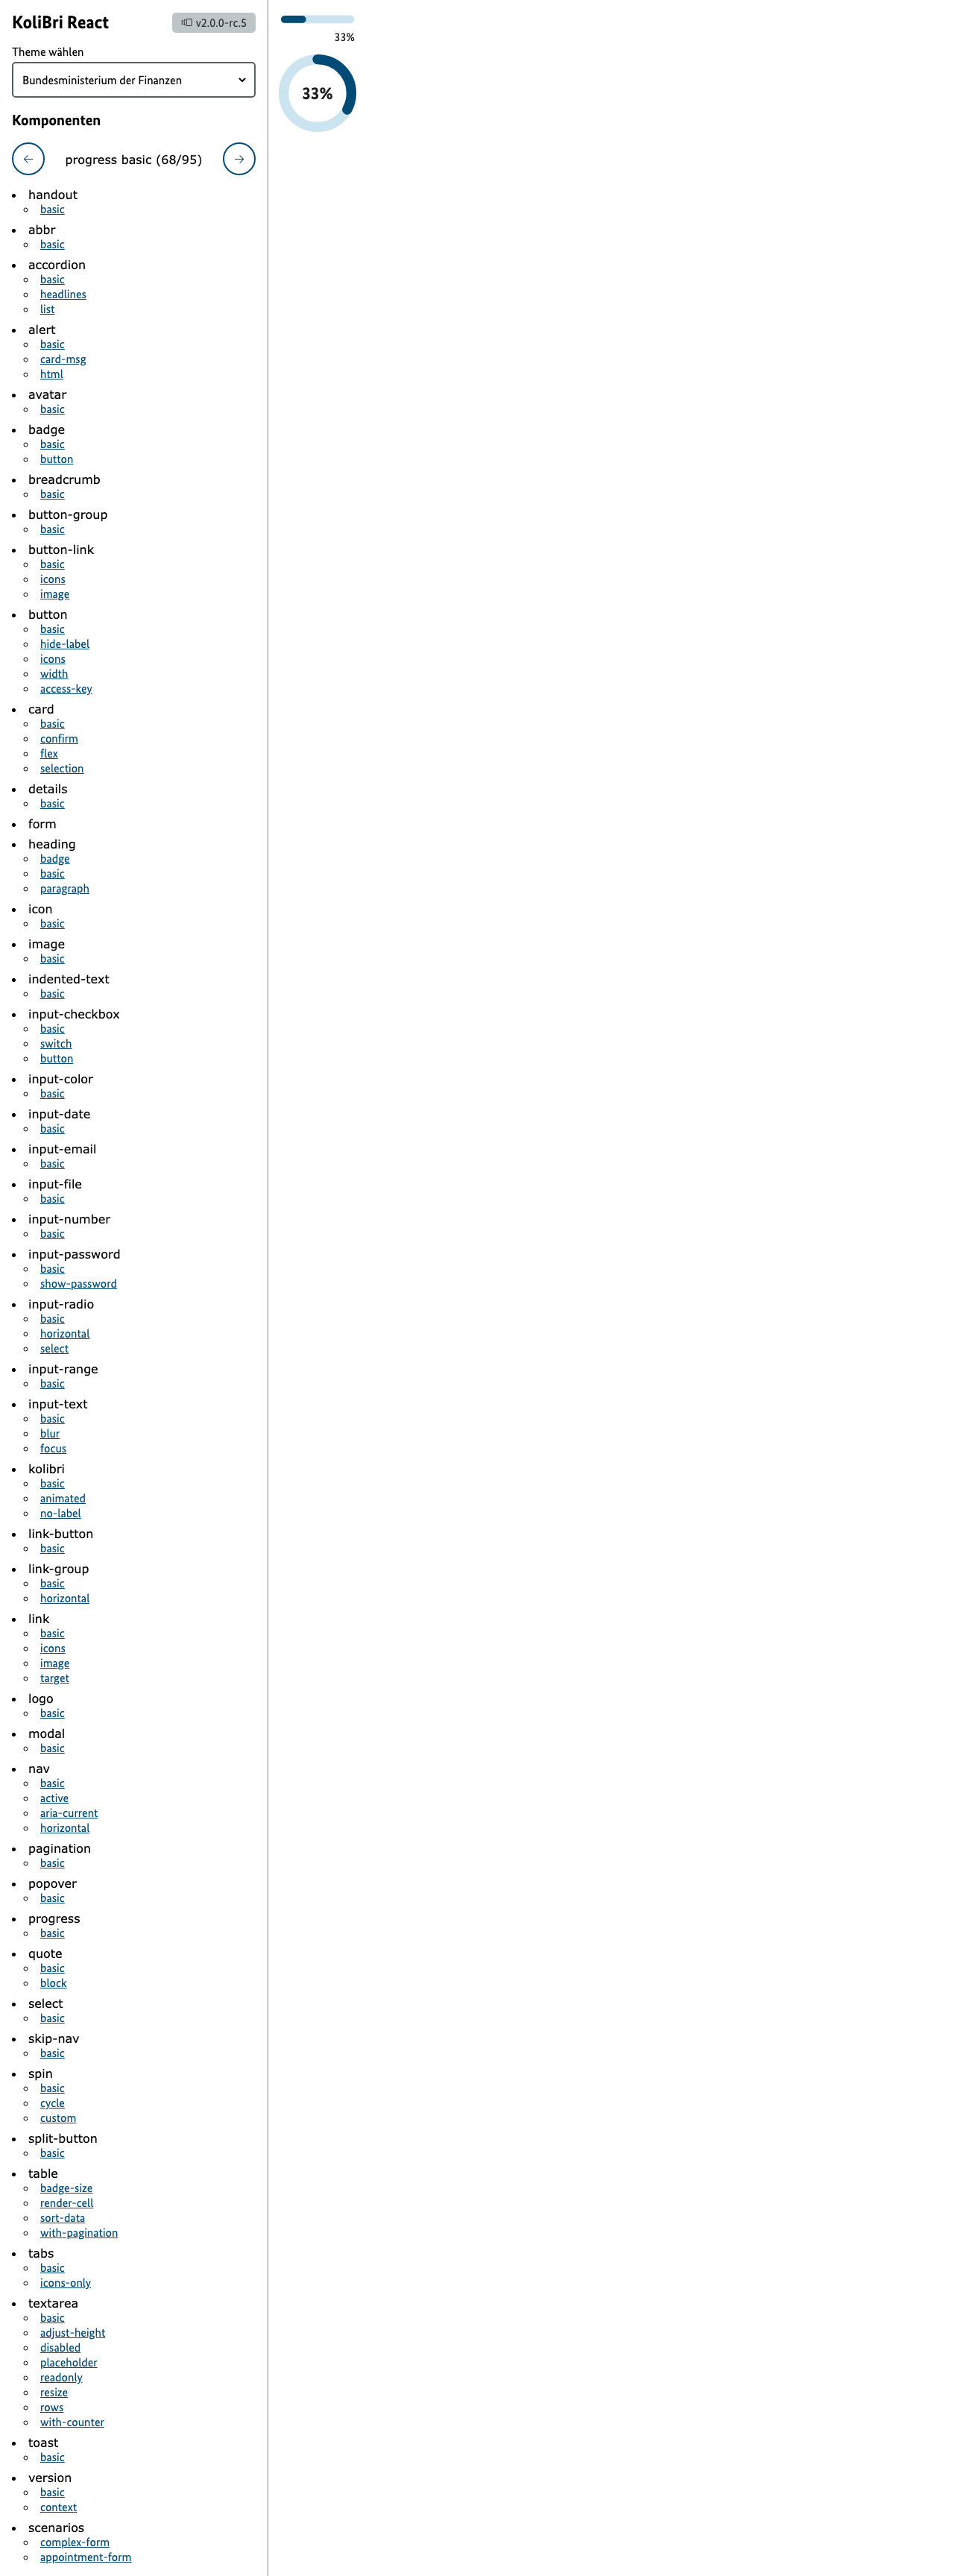 KoliBri React
v2.0.0-rc.5
Theme wählen
Bundesministerium der Finanzen
Komponenten
progress basic (68/95)
handout
basic
abbr
basic
accordion
basic
headlines
list
alert
basic
card-msg
html
avatar
basic
badge
basic
button
breadcrumb
basic
button-group
basic
button-link
basic
icons
image
button
basic
hide-label
icons
width
access-key
card
basic
confirm
flex
selection
details
basic
form
heading
badge
basic
paragraph
icon
basic
image
basic
indented-text
basic
input-checkbox
basic
switch
button
input-color
basic
input-date
basic
input-email
basic
input-file
basic
input-number
basic
input-password
basic
show-password
input-radio
basic
horizontal
select
input-range
basic
input-text
basic
blur
focus
kolibri
basic
animated
no-label
link-button
basic
link-group
basic
horizontal
link
basic
icons
image
target
logo
basic
modal
basic
nav
basic
active
aria-current
horizontal
pagination
basic
popover
basic
progress
basic
quote
basic
block
select
basic
skip-nav
basic
spin
basic
cycle
custom
split-button
basic
table
badge-size
render-cell
sort-data
with-pagination
tabs
basic
icons-only
textarea
basic
adjust-height
disabled
placeholder
readonly
resize
rows
with-counter
toast
basic
version
basic
context
scenarios
complex-form
appointment-form
33%
33%